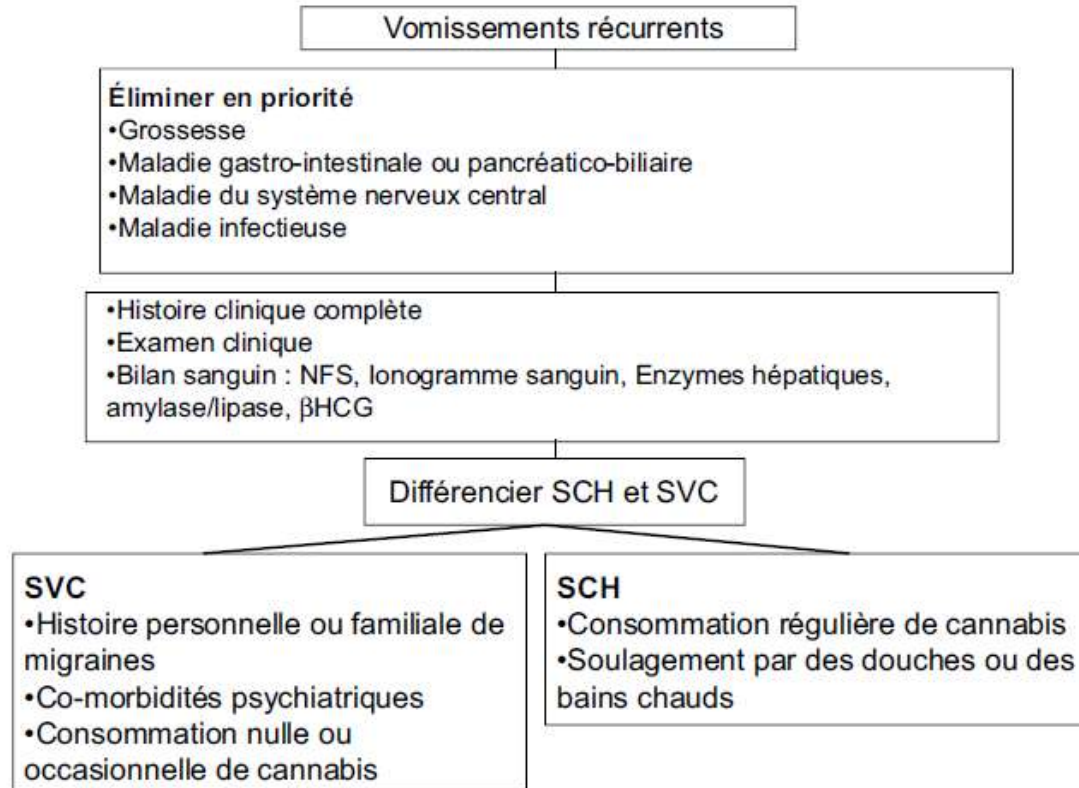 Vomissements récurrents
Éliminer en priorité
•Grossesse
•Maladie gastro-intestinale ou pancréatico-biliaire
•Maladie du système nerveux central
•Maladie infectieuse
•Histoire clinique complète
•Examen clinique
•Bilan sanguin : NFS, Ionogramme sanguin, Enzymes hépatiques,
amylase/lipase, βHCG
Différencier SCH et SVC
SVC
•Histoire personnelle ou familiale de
migraines
•Co-morbidités psychiatriques
•Consommation nulle ou
occasionnelle de cannabis
SCH
•Consommation régulière de cannabis
•Soulagement par des douches ou des
bains chauds